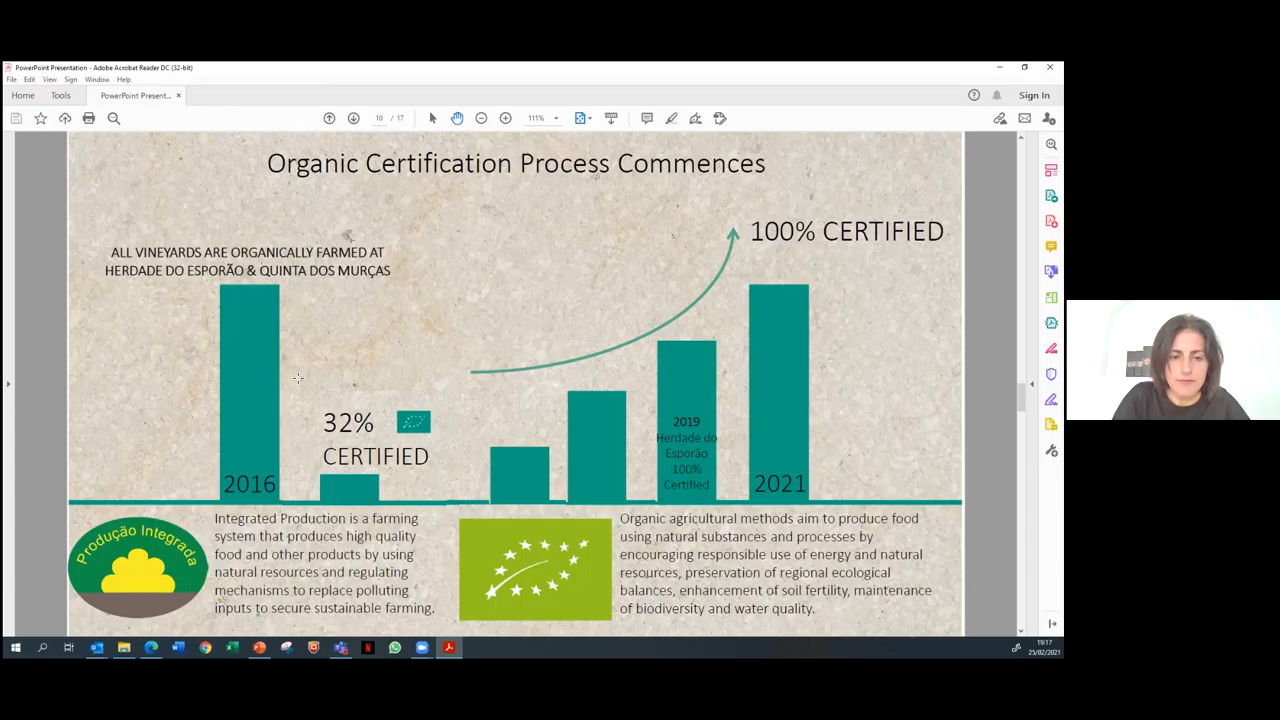 PowerPoint Presentation - Adobe Acrobat Reader DC (32-bit)
File Edit View Sign Window Help
Home Tools PowerPoint Present... × Sign In
10 / 17 111%
Organic Certification Process Commences
100% CERTIFIED
ALL VINEYARDS ARE ORGANICALLY FARMED AT
HERDADE DO ESPORÃO & QUINTA DOS MURÇAS
32%
CERTIFIED
2016
2019
Herdade do
Esporão
100%
Certified
2021
Produção Integrada
Integrated Production is a farming
system that produces high quality
food and other products by using
natural resources and regulating
mechanisms to replace polluting
inputs to secure sustainable farming.
Organic agricultural methods aim to produce food
using natural substances and processes by
encouraging responsible use of energy and natural
resources, preservation of regional ecological
balances, enhancement of soil fertility, maintenance
of biodiversity and water quality.
19:17
25/02/2021